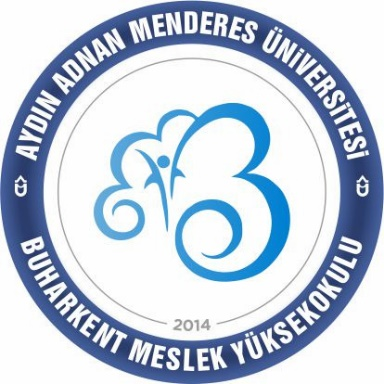 AYDIN ADNAN MENDERES ÜNİVERSİTESİ
2014
BUHARKENT MESLEK YÜKSEKOKULU